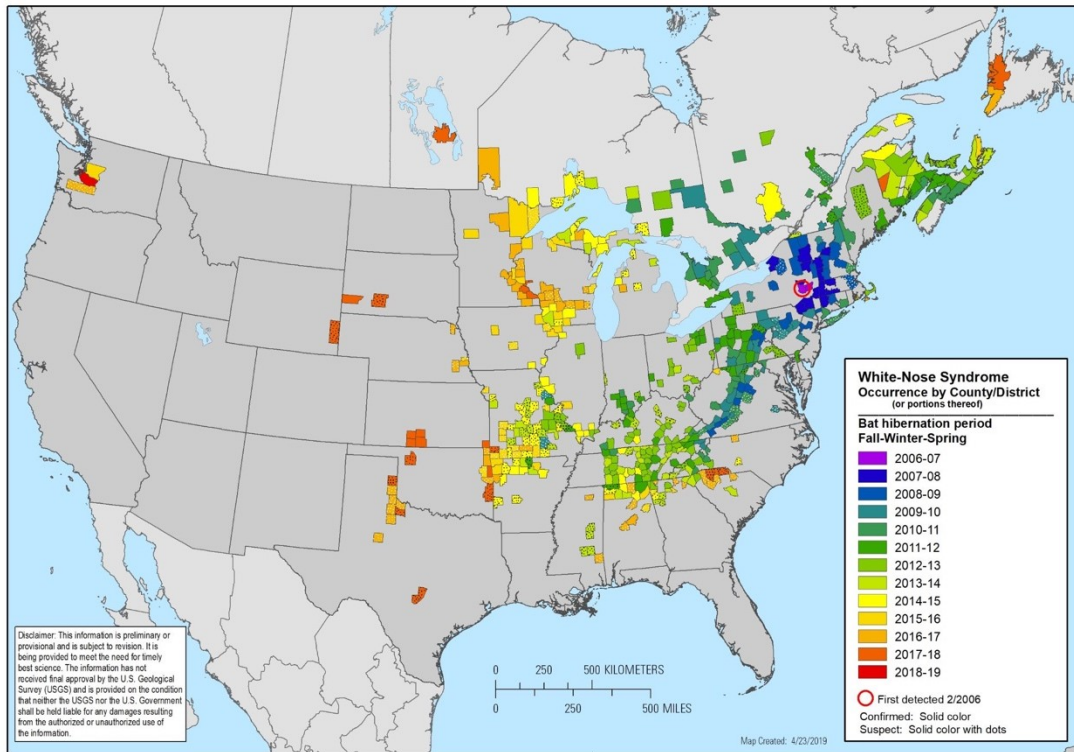 White-Nose Syndrome
Occurrence by County/District
(or portions thereof)
Bat hibernation period
Fall-Winter-Spring
2006-07
2007-08
2008-09
2009-10
2010-11
2011-12
2012-13
2013-14
2014-15
2015-16
2016-17
2017-18
2018-19
First detected 2/2006
Confirmed: Solid color
Suspect: Solid color with dots
Disclaimer: This information is preliminary or
provisional and is subject to revision. It is
being provided to meet the need for timely
best science. The information has not
received final approval by the U.S. Geological
Survey (USGS) and is provided on the condition
that neither the USGS nor the U.S. Government
shall be held liable for any damages resulting
from the authorized or unauthorized use of
the information.
0 250 500 KILOMETERS
0 250 500 MILES
Map Created: 4/23/2019